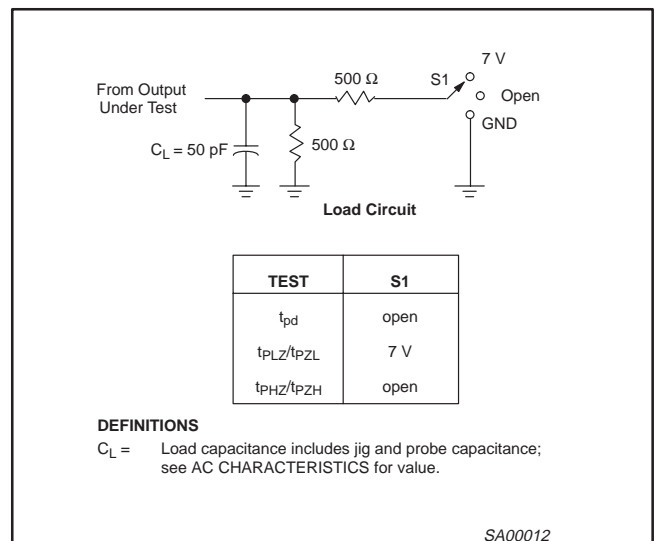 7 V
500 Ω
S1
From Output
Under Test
Open
GND
C_L = 50 pF
500 Ω
Load Circuit
TEST S1
t_pd open
t_PLZ/t_PZL 7 V
t_PHZ/t_PZH open
DEFINITIONS
C_L = Load capacitance includes jig and probe capacitance;
see AC CHARACTERISTICS for value.
SA00012